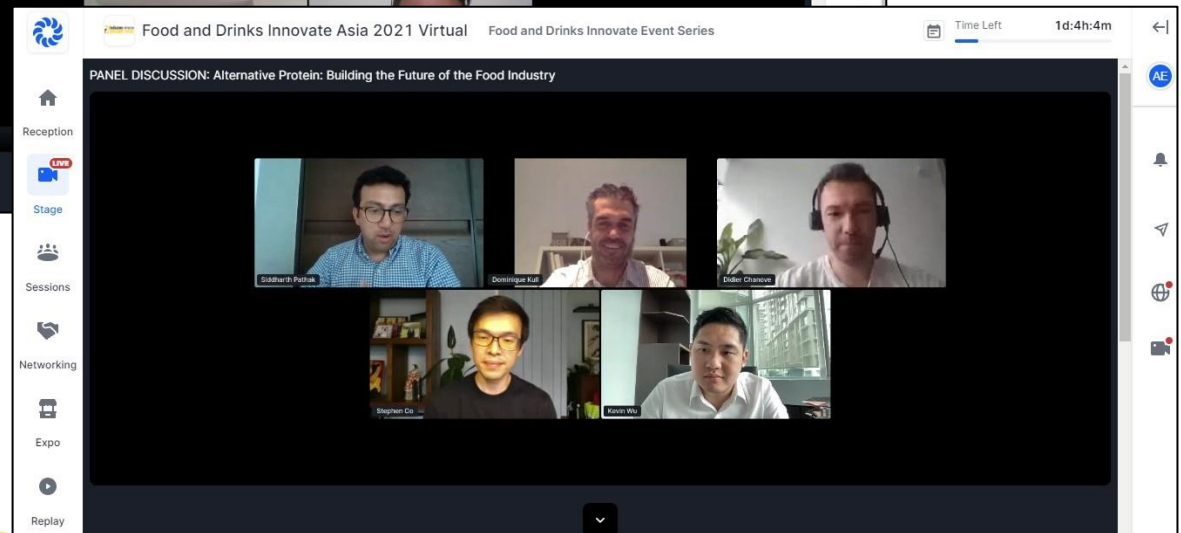 Food and Drinks Innovate Asia 2021 Virtual
Food and Drinks Innovate Event Series
Time Left
1d:4h:4m
PANEL DISCUSSION: Alternative Protein: Building the Future of the Food Industry
AE
Reception
LIVE
Stage
Sessions
Networking
Expo
Replay
Siddharth Pathak
Dominique Kull
Didier Chanove
Stephen Co
Kevin Wu